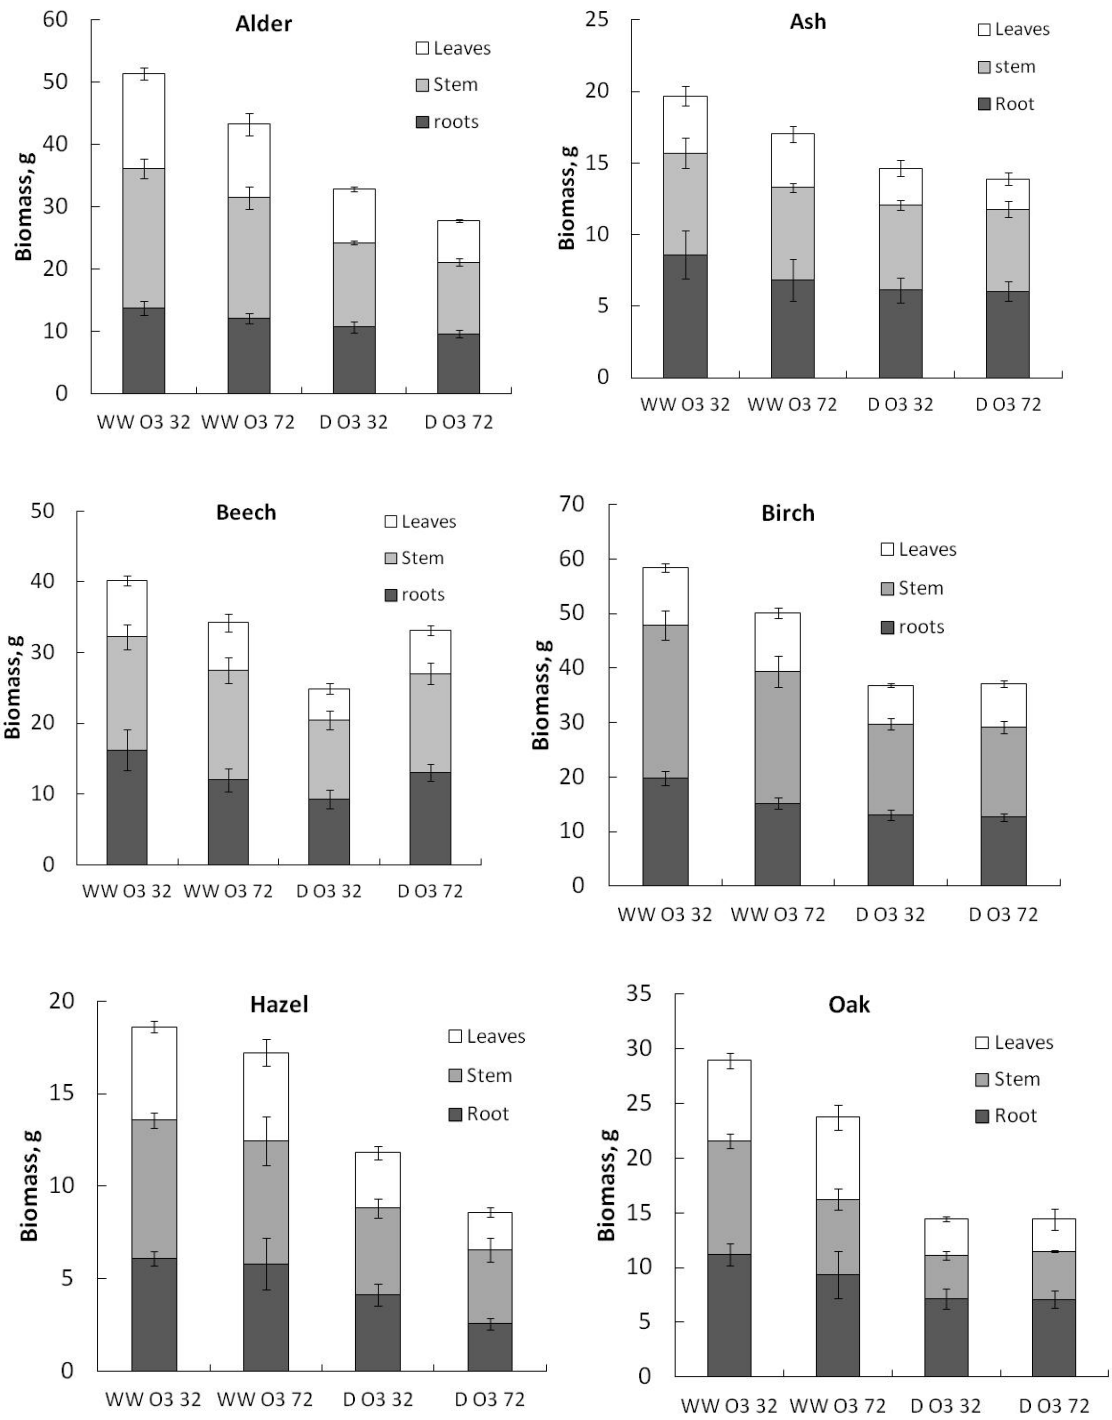 Alder
Leaves
Stem
roots
Biomass, g
60
50
40
30
20
10
0
WW O3 32 WW O3 72 D O3 32 D O3 72
Ash
Leaves
stem
Root
Biomass, g
25
20
15
10
5
0
WW O3 32 WW O3 72 D O3 32 D O3 72
Beech
Leaves
Stem
roots
Biomass, g
50
40
30
20
10
0
WW O3 32 WW O3 72 D O3 32 D O3 72
Birch
Leaves
Stem
roots
Biomass, g
70
60
50
40
30
20
10
0
WW O3 32 WW O3 72 D O3 32 D O3 72
Hazel
Leaves
Stem
Root
Biomass, g
20
15
10
5
0
WW O3 32 WW O3 72 D O3 32 D O3 72
Oak
Leaves
Stem
Root
Biomass, g
35
30
25
20
15
10
5
0
WW O3 32 WW O3 72 D O3 32 D O3 72